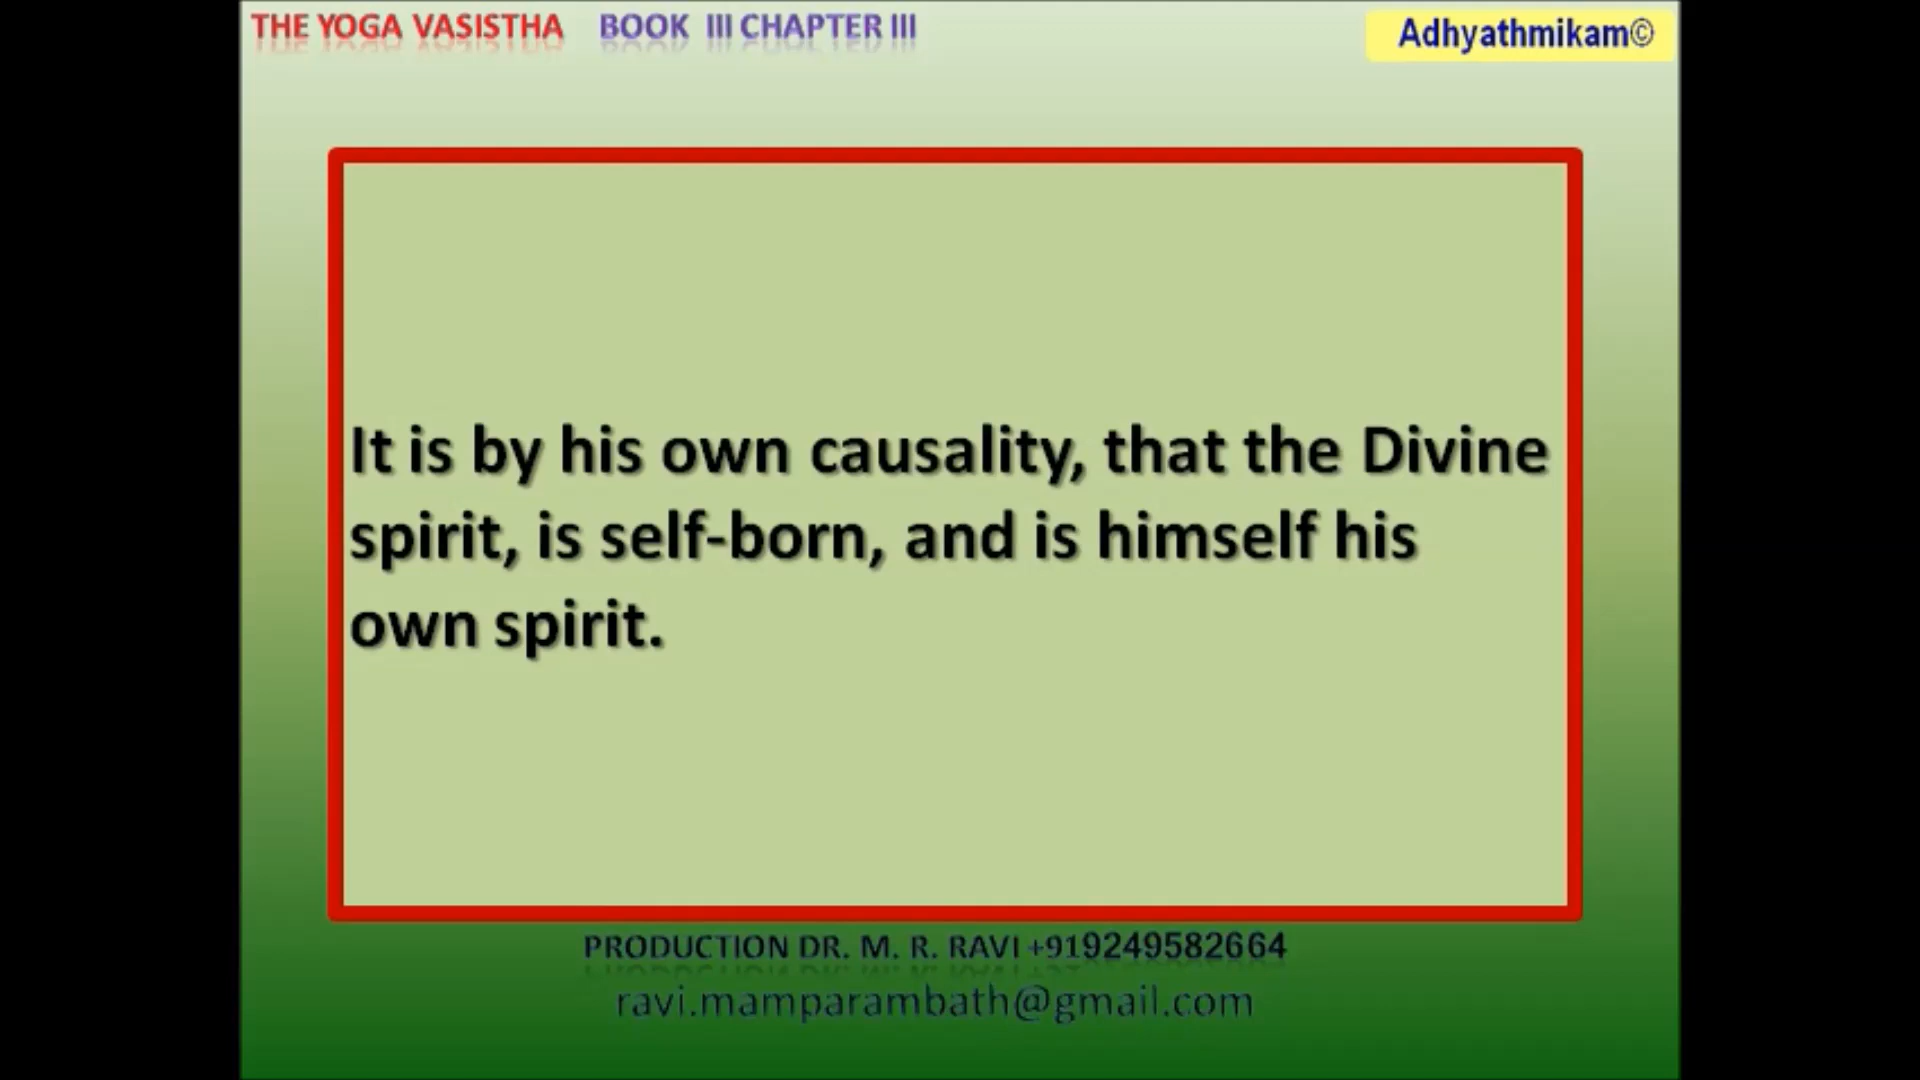 THE YOGA VASISTHA BOOK III CHAPTER III
Adhyathmikam©
It is by his own causality, that the Divine
spirit, is self-born, and is himself his
own spirit.
PRODUCTION DR. M. R. RAVI +919249582664
ravi.mamparambath@gmail.com